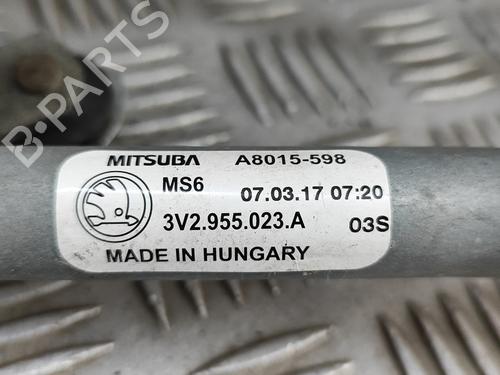 B-PARTS
MITSUBA A8015-598
MS6 07.03.17 07:20
3V2.955.023.A 03S
MADE IN HUNGARY